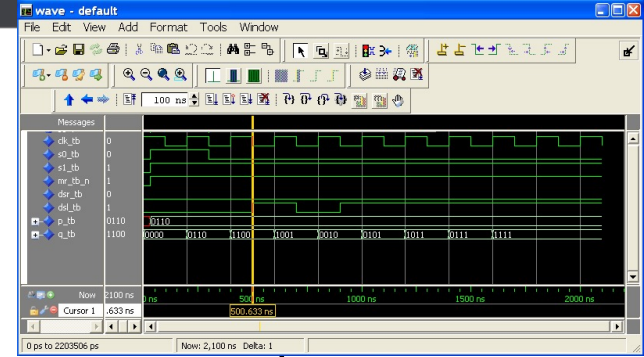 wave - default
File Edit View Add Format Tools Window
100 ns
Messages
clk_tb 0
s0_tb 0
s1_tb 1
mr_tb_n 1
dsr_tb 0
dsl_tb 1
p_tb 0110 0110
q_tb 1100 0000 0110 1100 1001 0010 0101 1011 0111 1111
Now 2100 ns ns 500 ns 1000 ns 1500 ns 2000 ns
Cursor 1 .633 ns 500.633 ns
0 ps to 2203506 ps Now: 2,100 ns Delta: 1